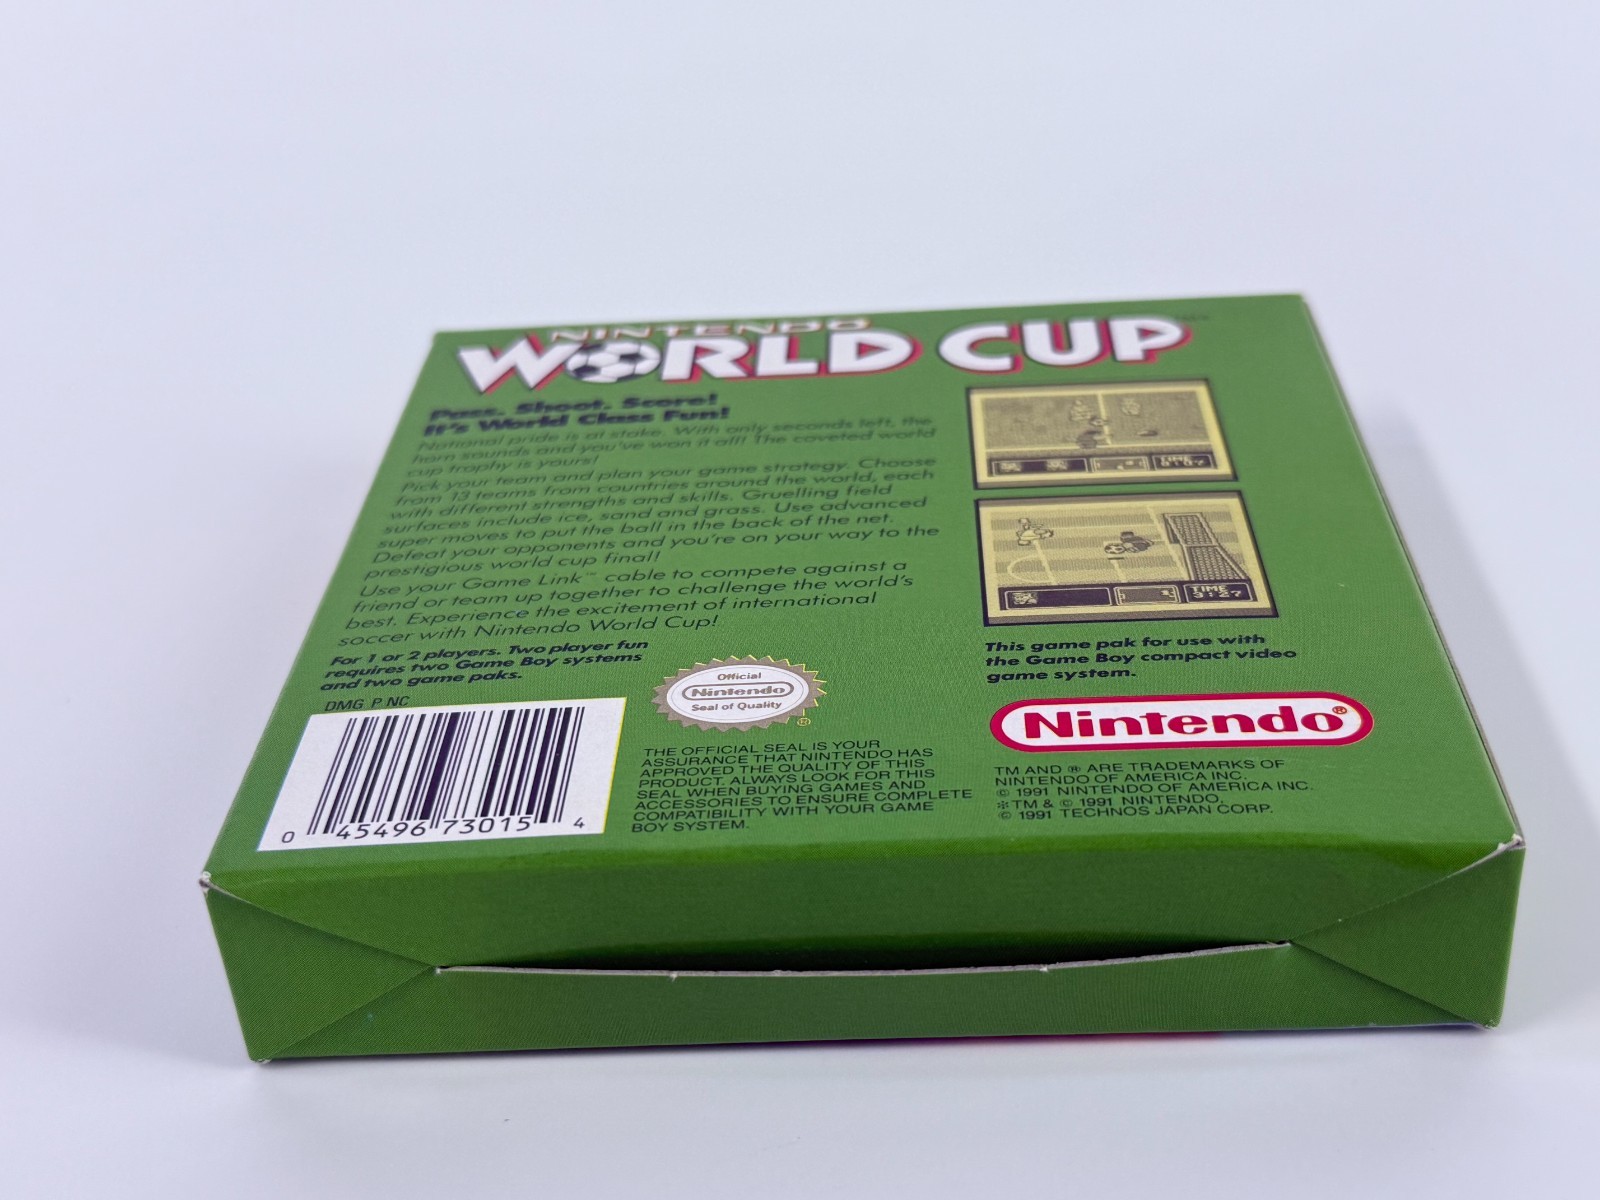 NINTENDO
WORLD CUP™
Pass. Shoot. Score!
It's World Class Fun!
National pride is at stake. With only seconds left, the
horn sounds and you've won it all! The coveted world
cup trophy is yours!
Pick your team and plan your game strategy. Choose
from 13 teams from countries around the world, each
with different strengths and skills. Gruelling field
surfaces include ice, sand and grass. Use advanced
super moves to put the ball in the back of the net.
Defeat your opponents and you're on your way to the
prestigious world cup final!
Use your Game Link™ cable to compete against a
friend or team up together to challenge the world's
best. Experience the excitement of international
soccer with Nintendo World Cup!
For 1 or 2 players. Two player fun
requires two Game Boy systems
and two game paks.
DMG P NC
0 45496 73015 4
Official
Nintendo
Seal of Quality
®
THE OFFICIAL SEAL IS YOUR
ASSURANCE THAT NINTENDO HAS
APPROVED THE QUALITY OF THIS
PRODUCT. ALWAYS LOOK FOR THIS
SEAL WHEN BUYING GAMES AND
ACCESSORIES TO ENSURE COMPLETE
COMPATIBILITY WITH YOUR GAME
BOY SYSTEM.
TIME
TIME
3:27
This game pak for use with
the Game Boy compact video
game system.
Nintendo®
TM AND ® ARE TRADEMARKS OF
NINTENDO OF AMERICA INC.
© 1991 NINTENDO OF AMERICA INC.
※TM & © 1991 NINTENDO,
© 1991 TECHNOS JAPAN CORP.